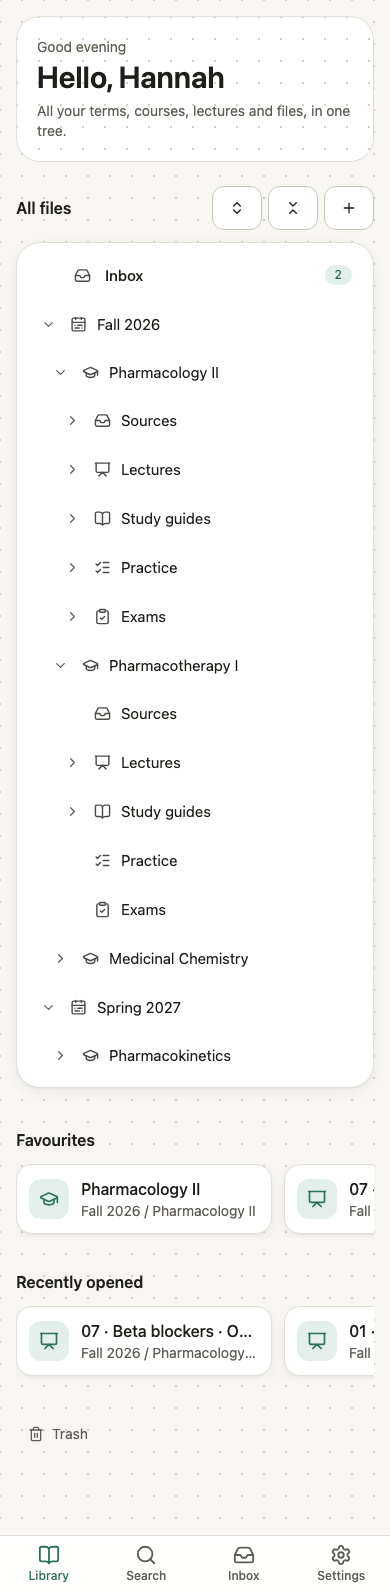 Good evening
Hello, Hannah
All your terms, courses, lectures and files, in one
tree.
All files
Inbox
2
Fall 2026
Pharmacology II
Sources
Lectures
Study guides
Practice
Exams
Pharmacotherapy I
Sources
Lectures
Study guides
Practice
Exams
Medicinal Chemistry
Spring 2027
Pharmacokinetics
Favourites
Pharmacology II
Fall 2026 / Pharmacology II
07 ·
Fall
Recently opened
07 · Beta blockers · O...
Fall 2026 / Pharmacology...
01 ·
Fall
Trash
Library
Search
Inbox
Settings